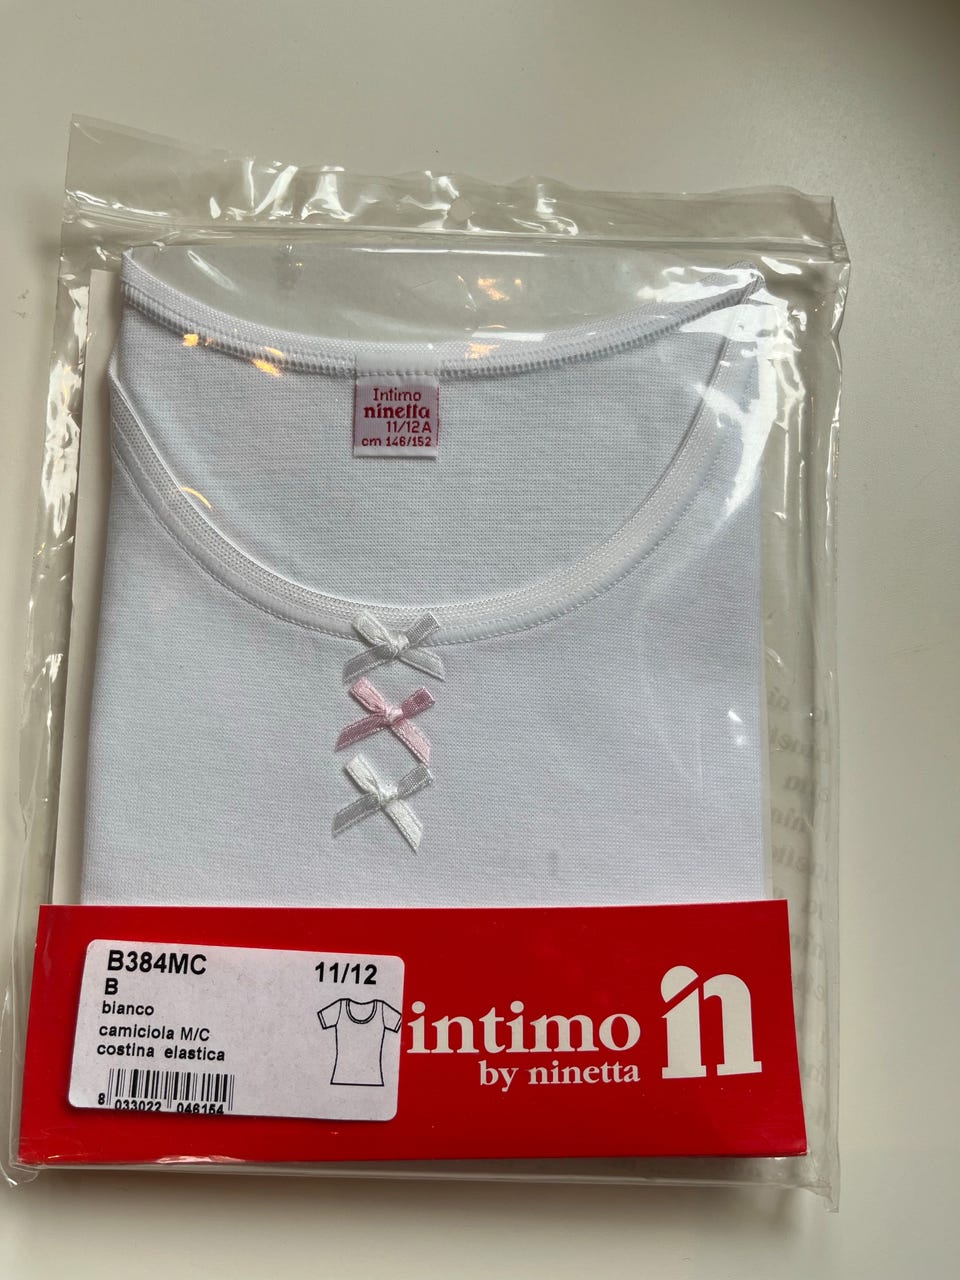 Intimo
ninetta
11/12A
cm 146/152
B384MC
11/12
B
bianco
camiciola M/C
costina elastica
8 033022 046154
intimo
by ninetta
n